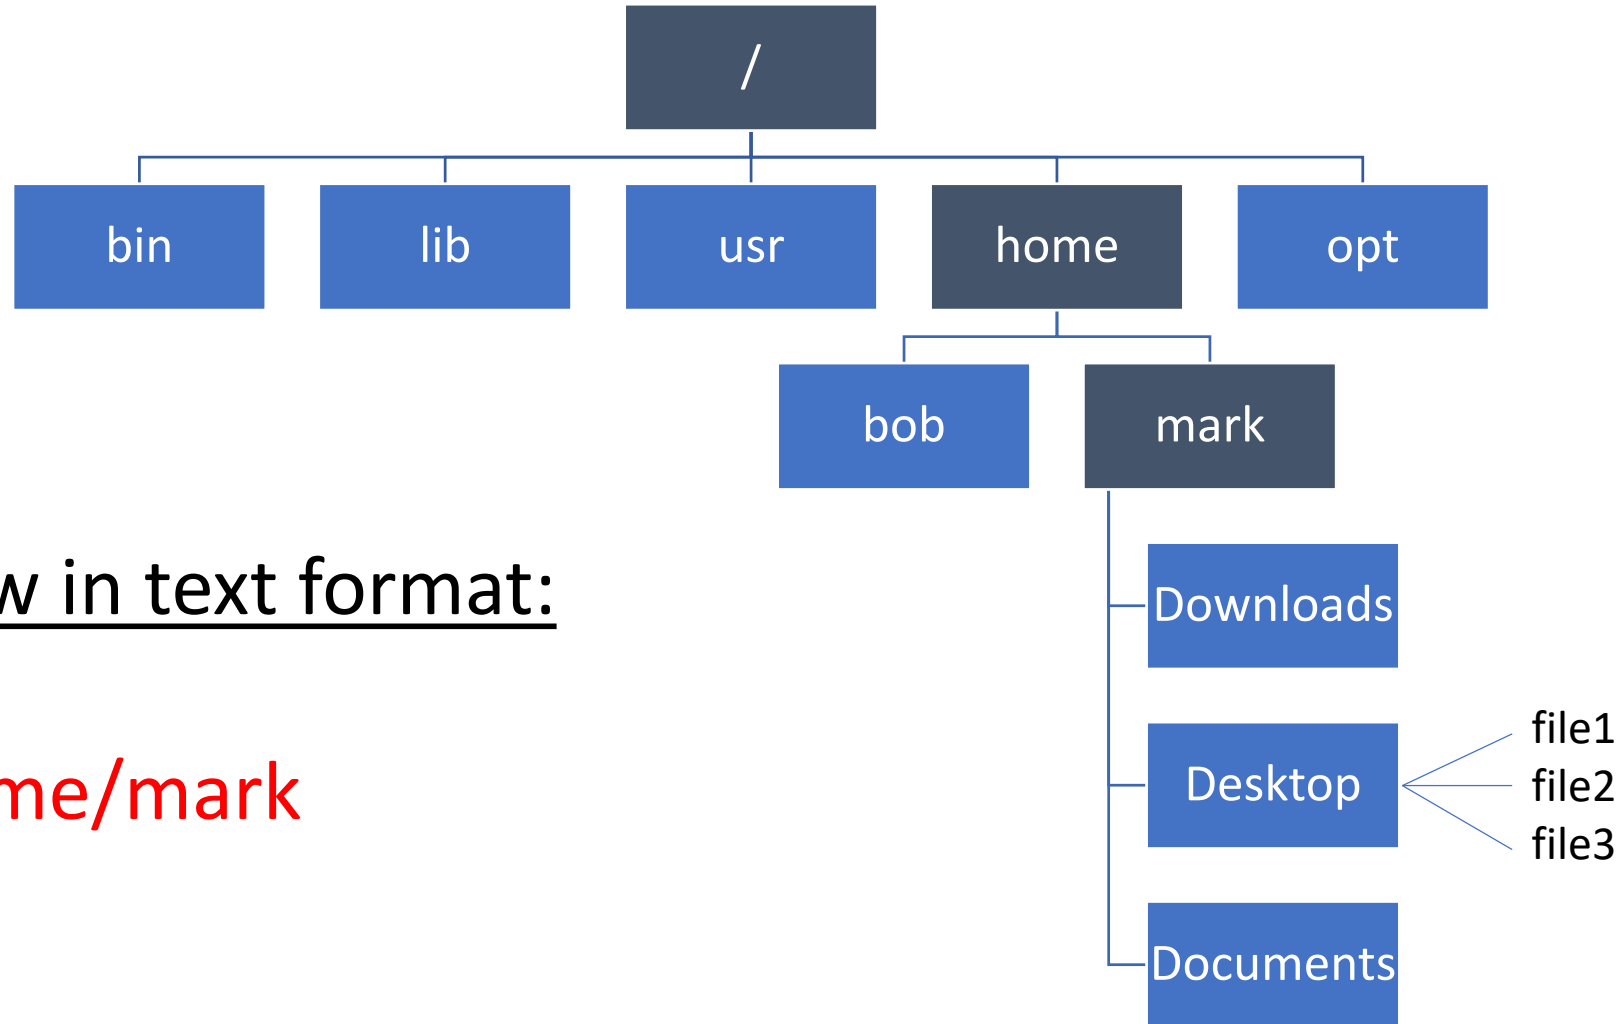 /
bin lib usr home opt
bob mark
w in text format:
Downloads
me/mark
Desktop
file1
file2
file3
Documents